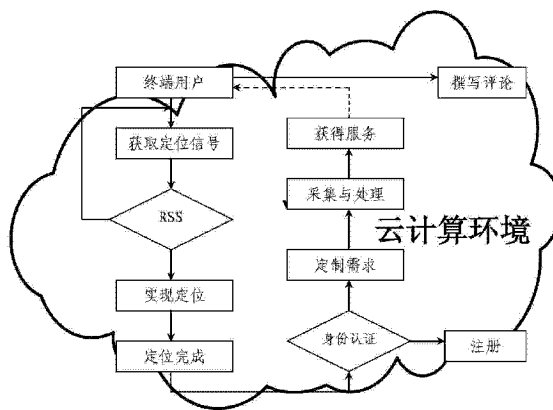 终端用户
撰写评论
获取定位信号
获得服务
RSS
采集与处理
云计算环境
实现定位
定制需求
定位完成
身份认证
注册